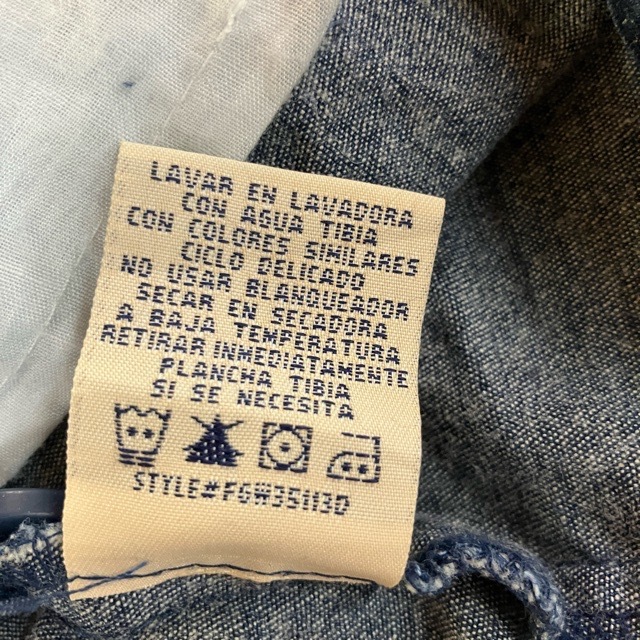 LAVAR EN LAVADORA
CON AGUA TIBIA
CON COLORES SIMILARES
CICLO DELICADO
NO USAR BLANQUEADOR
SECAR EN SECADORA
A BAJA TEMPERATURA
RETIRAR INMEDIATAMENTE
PLANCHA TIBIA
SI SE NECESITA
STYLE#FGW35113D